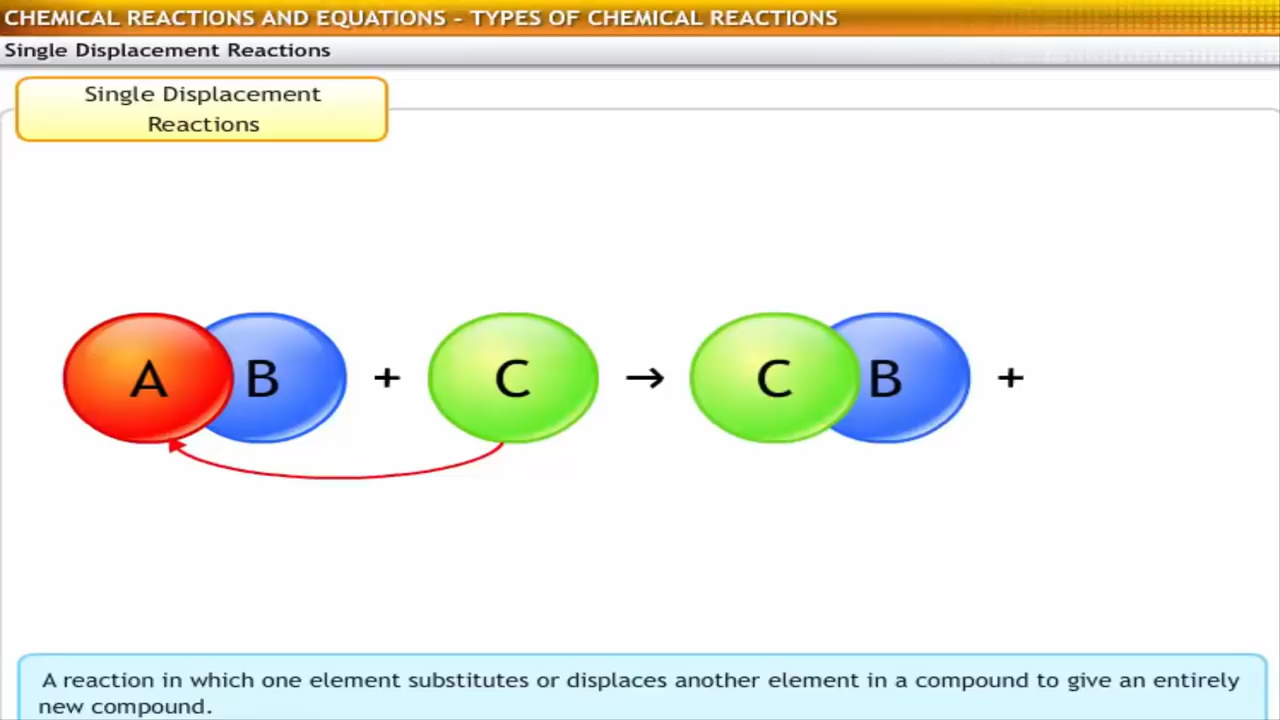 CHEMICAL REACTIONS AND EQUATIONS – TYPES OF CHEMICAL REACTIONS
Single Displacement Reactions
Single Displacement
Reactions
A B + C → C B +
A reaction in which one element substitutes or displaces another element in a compound to give an entirely
new compound.